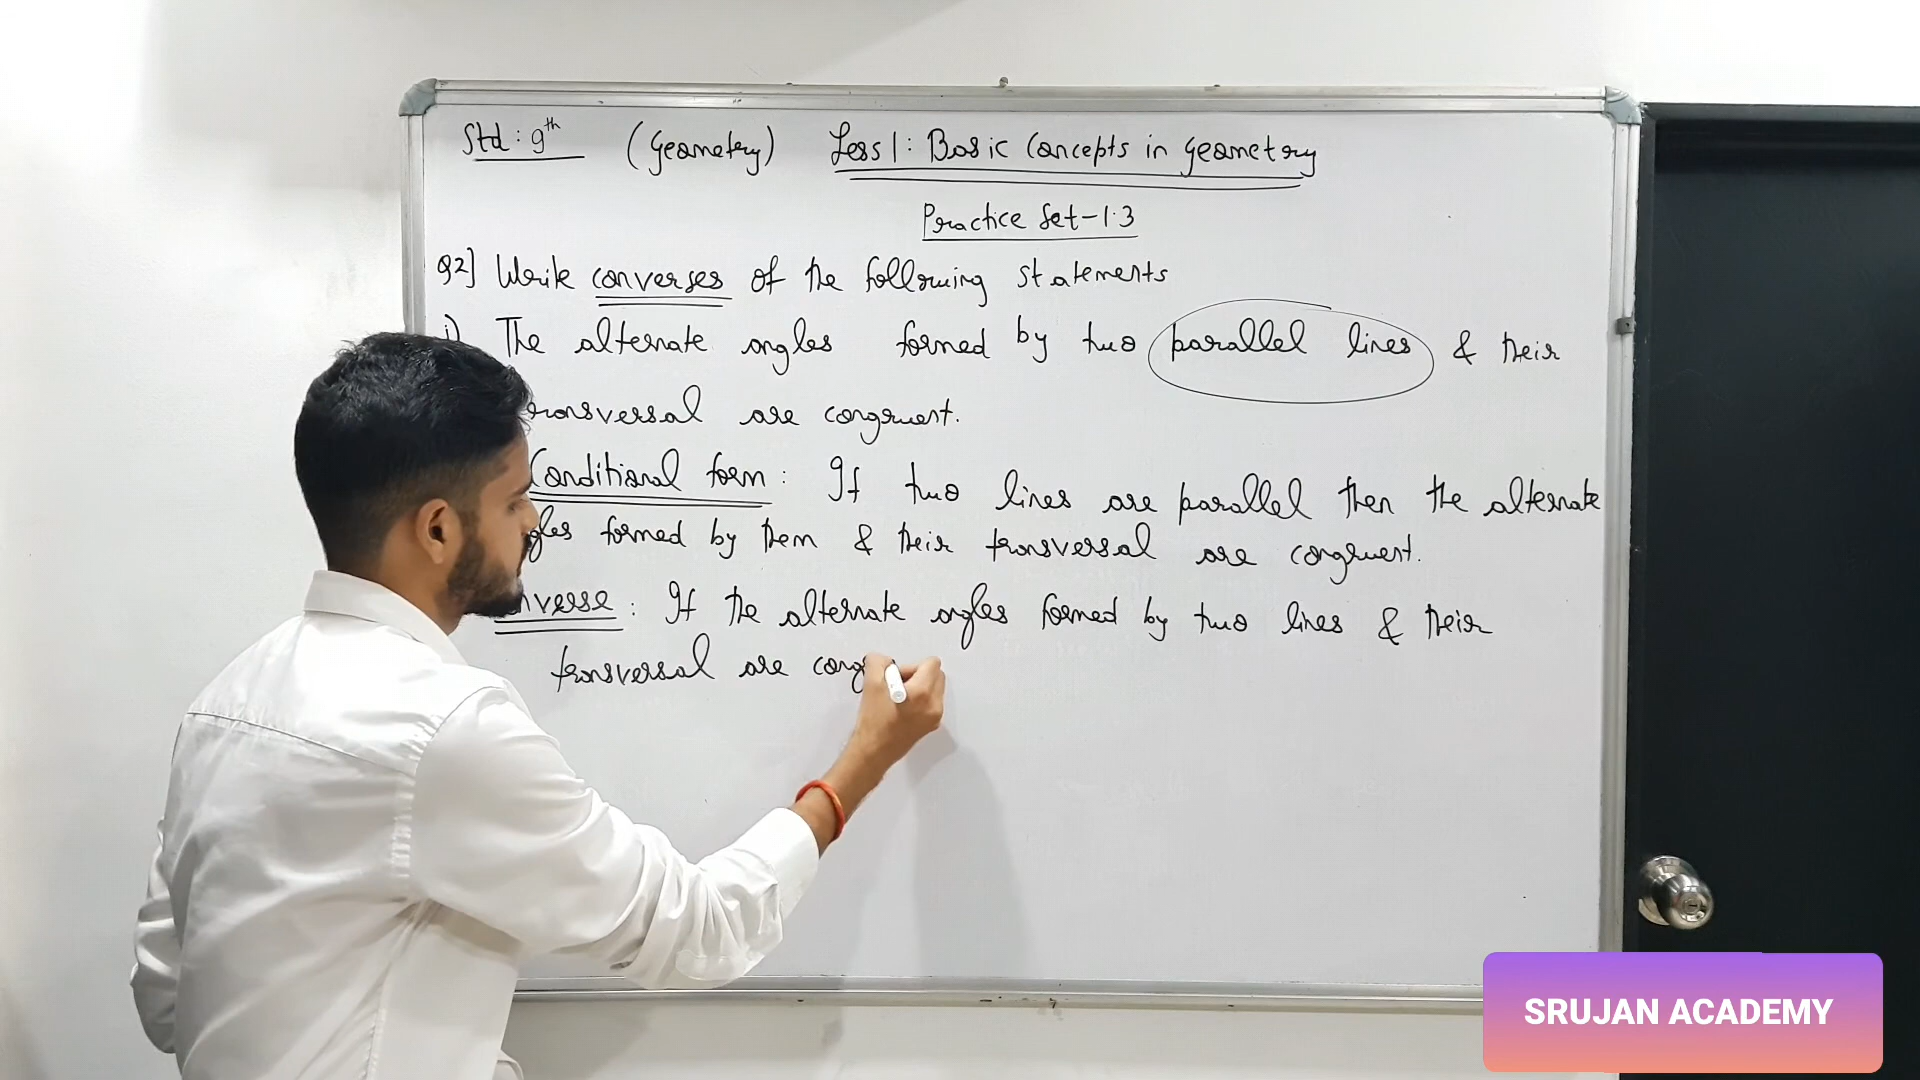 Std: 9th (Geometry) Less 1: Basic Concepts in Geometry
Practice Set-1.3
Q2] Write converses of the following statements
i) The alternate angles formed by two parallel lines & their
transversal are congruent.
Conditional form: If two lines are parallel then the alternate
gles formed by them & their transversal are congruent.
nverse: If the alternate angles formed by two lines & their
transversal are cong
SRUJAN ACADEMY